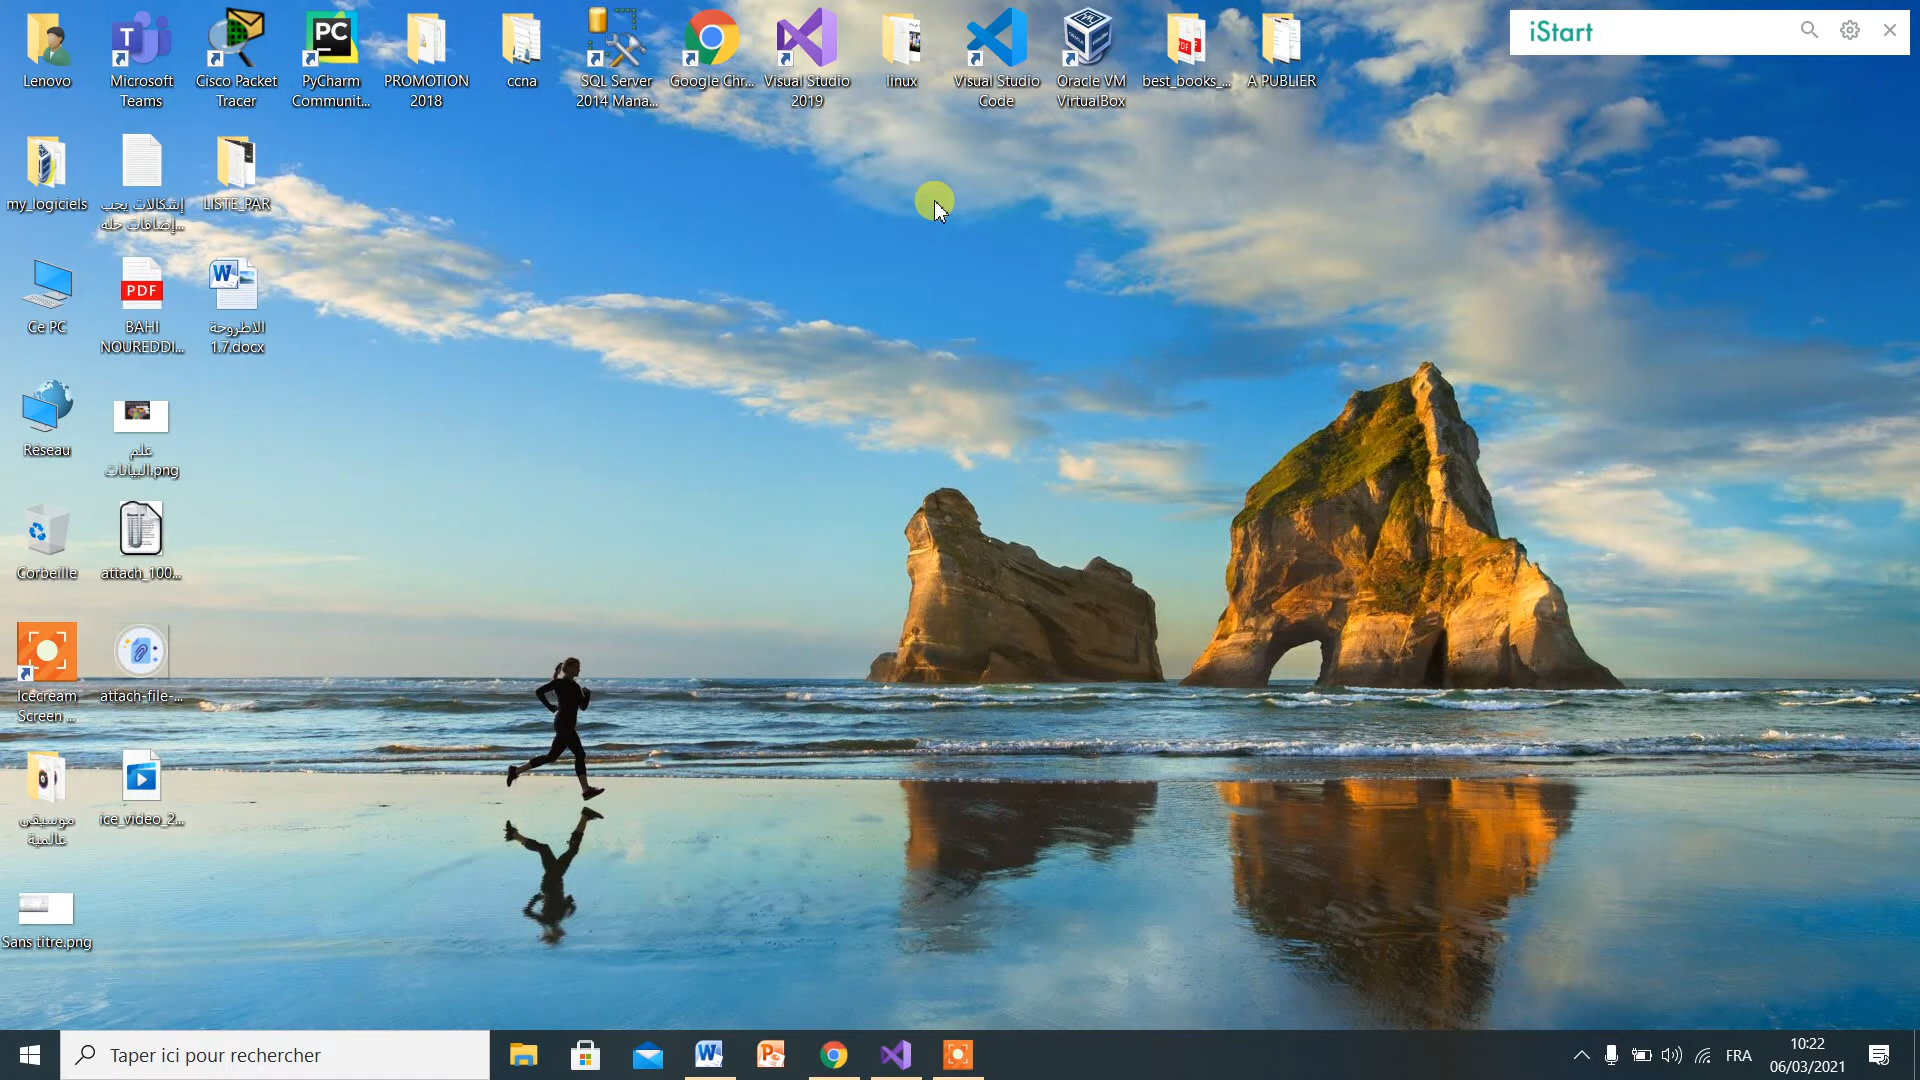 iStart
Lenovo
Microsoft
Teams
Cisco Packet
Tracer
PyCharm
Communit...
PROMOTION
2018
ccna
SQL Server
2014 Mana...
Google Chr...
Visual Studio
2019
linux
Visual Studio
Code
Oracle VM
VirtualBox
best_books_...
A PUBLIER
my_logiciels
إشكالات يجب
إضافات حله...
LISTE_PAR
Ce PC
PDF
BAHI
NOUREDDI...
الاطروحة
1.7.docx
Réseau
علم
البيانات.png
Corbeille
attach_100...
Icecream
Screen ...
attach-file-...
موسيقى
عالمية
ice_video_2...
Sans titre.png
Taper ici pour rechercher
FRA
10:22
06/03/2021